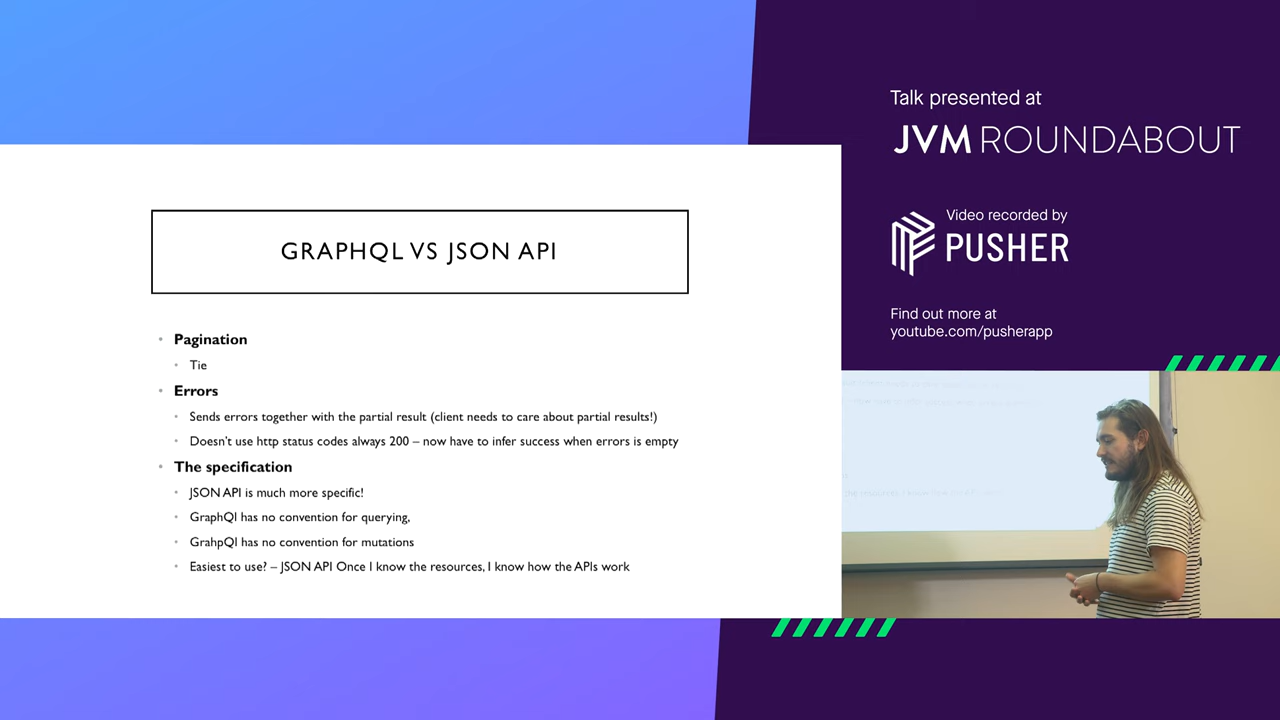 GRAPHQL VS JSON API
Pagination
Tie
Errors
Sends errors together with the partial result (client needs to care about partial results!)
Doesn't use http status codes always 200 – now have to infer success when errors is empty
The specification
JSON API is much more specific!
GraphQl has no convention for querying,
GrahpQl has no convention for mutations
Easiest to use? – JSON API Once I know the resources, I know how the APIs work
Talk presented at
JVM ROUNDABOUT
Video recorded by
PUSHER
Find out more at
youtube.com/pusherapp